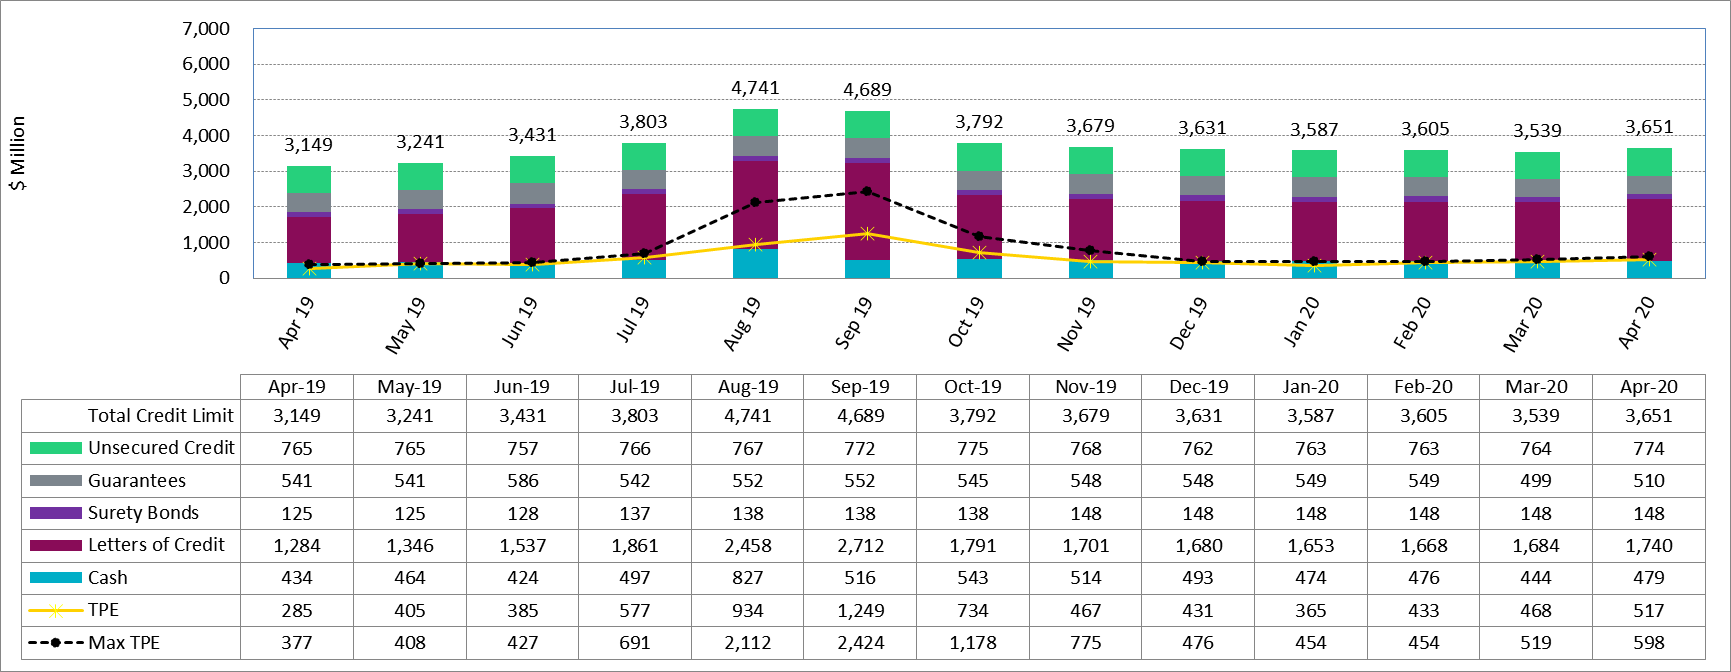 $ Million
7,000
6,000
5,000
4,000
3,000
2,000
1,000
0
3,149 3,241 3,431 3,803 4,741 4,689 3,792 3,679 3,631 3,587 3,605 3,539 3,651
Apr 19 May 19 Jun 19 Jul 19 Aug 19 Sep 19 Oct 19 Nov 19 Dec 19 Jan 20 Feb 20 Mar 20 Apr 20
Apr-19 May-19 Jun-19 Jul-19 Aug-19 Sep-19 Oct-19 Nov-19 Dec-19 Jan-20 Feb-20 Mar-20 Apr-20
Total Credit Limit 3,149 3,241 3,431 3,803 4,741 4,689 3,792 3,679 3,631 3,587 3,605 3,539 3,651
Unsecured Credit 765 765 757 766 767 772 775 768 762 763 763 764 774
Guarantees 541 541 586 542 552 552 545 548 548 549 549 499 510
Surety Bonds 125 125 128 137 138 138 138 148 148 148 148 148 148
Letters of Credit 1,284 1,346 1,537 1,861 2,458 2,712 1,791 1,701 1,680 1,653 1,668 1,684 1,740
Cash 434 464 424 497 827 516 543 514 493 474 476 444 479
TPE 285 405 385 577 934 1,249 734 467 431 365 433 468 517
Max TPE 377 408 427 691 2,112 2,424 1,178 775 476 454 454 519 598